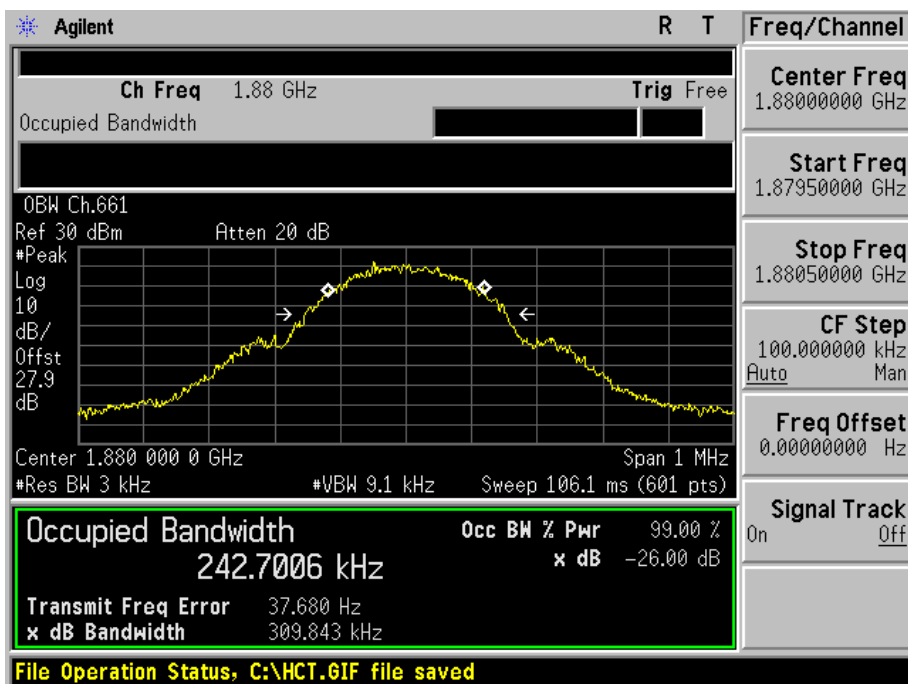 Agilent R T
Ch Freq 1.88 GHz Trig Free
Occupied Bandwidth
OBW Ch.661
Ref 30 dBm Atten 20 dB
#Peak
Log
10
dB/
Offst
27.9
dB
Center 1.880 000 0 GHz Span 1 MHz
#Res BW 3 kHz #VBW 9.1 kHz Sweep 106.1 ms (601 pts)
Occupied Bandwidth
242.7006 kHz
Occ BW % Pwr 99.00 %
x dB -26.00 dB
Transmit Freq Error 37.680 Hz
x dB Bandwidth 309.843 kHz
File Operation Status, C:\HCT.GIF file saved
Freq/Channel
Center Freq
1.88000000 GHz
Start Freq
1.87950000 GHz
Stop Freq
1.88050000 GHz
CF Step
100.000000 kHz
Auto Man
Freq Offset
0.00000000 Hz
Signal Track
On Off